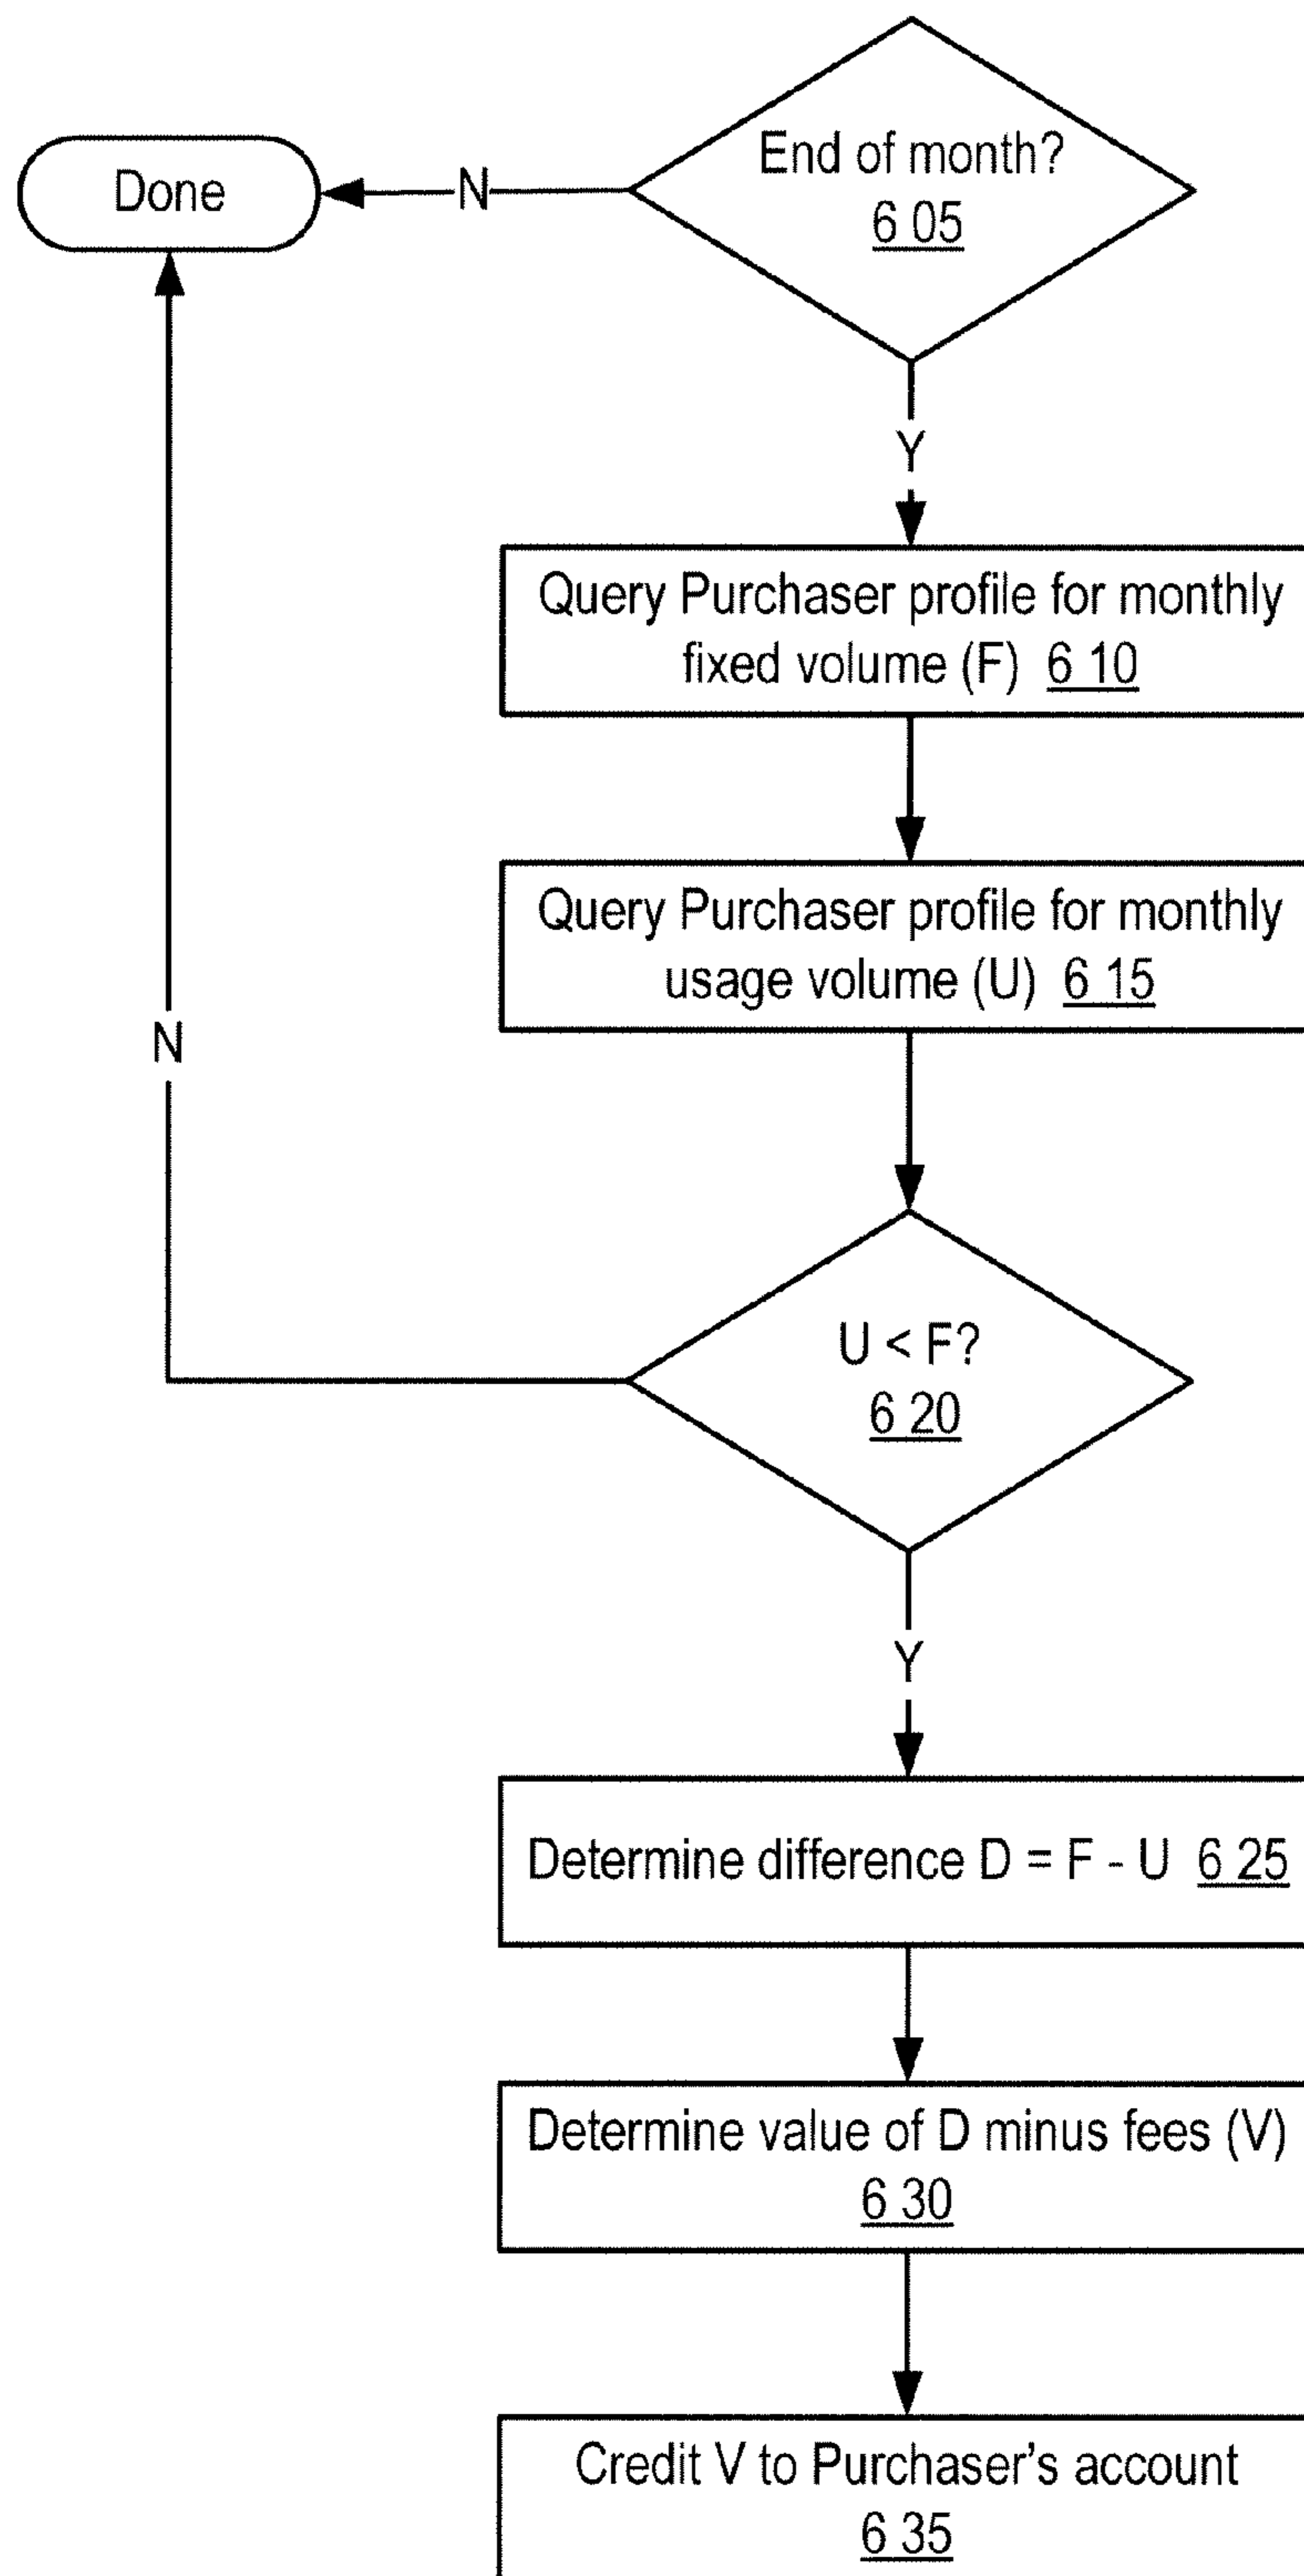 End of month?
6 05
Done
N
Y
Query Purchaser profile for monthly
fixed volume (F) 6 10
Query Purchaser profile for monthly
usage volume (U) 6 15
N
U < F?
6 20
Y
Determine difference D = F - U 6 25
Determine value of D minus fees (V)
6 30
Credit V to Purchaser's account
6 35